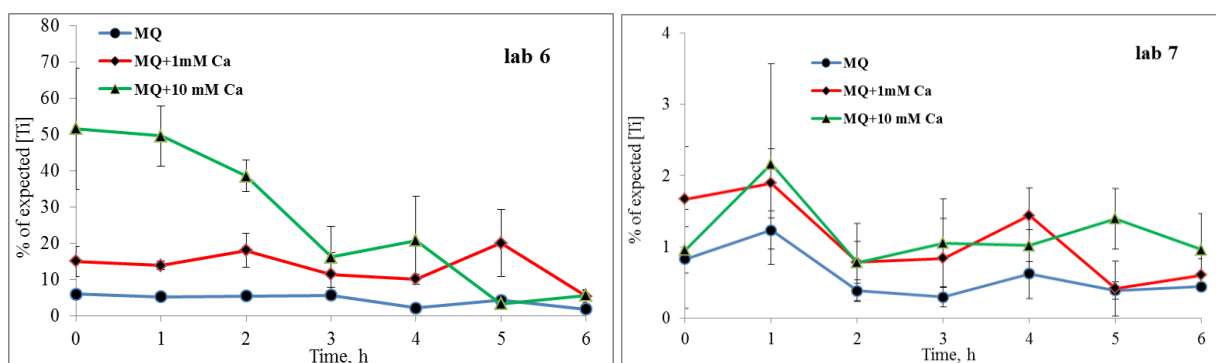 80
70
60
50
40
30
20
10
0
% of expected [Ti]
MQ
MQ+1mM Ca
MQ+10 mM Ca
lab 6
0 1 2 3 4 5 6
Time, h
4
3
2
1
0
% of expected [Ti]
MQ
MQ+1mM Ca
MQ+10 mM Ca
lab 7
0 1 2 3 4 5 6
Time, h